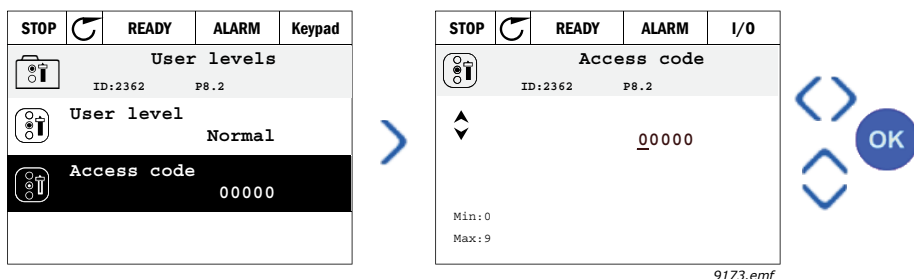 STOP READY ALARM Keypad
User levels
ID:2362 P8.2
User level
Normal
Access code
00000
STOP READY ALARM I/O
Access code
ID:2362 P8.2
00000
Min:0
Max:9
OK
9173.emf